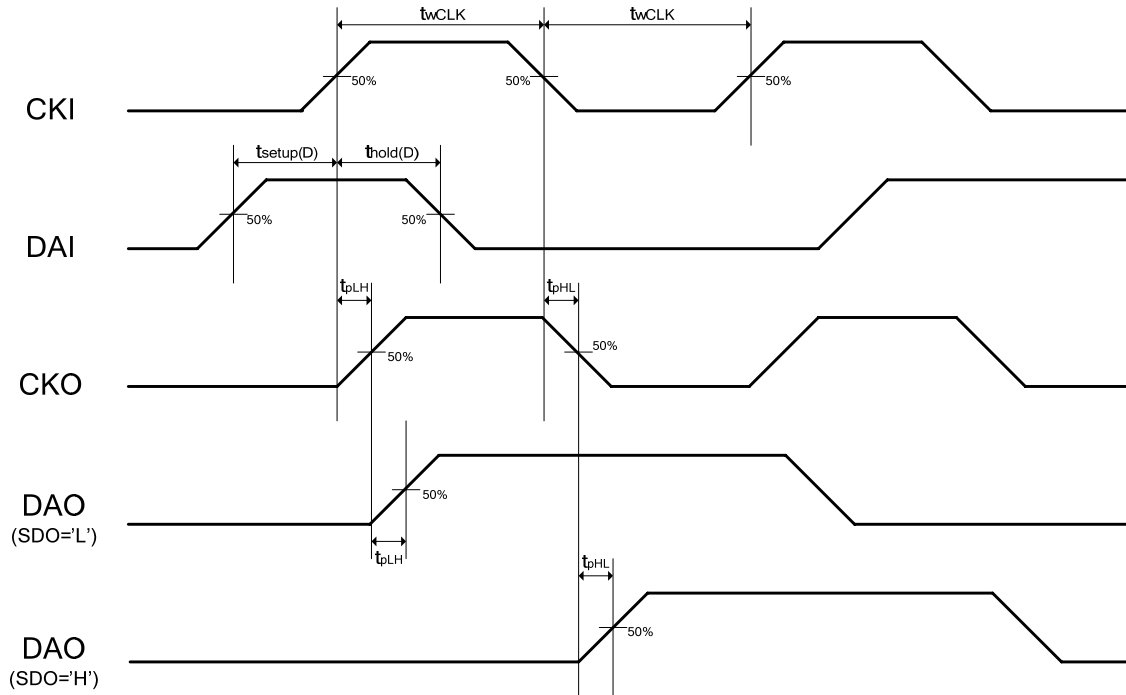 twCLK twCLK
50% 50% 50%
CKI
tsetup(D) thold(D)
50% 50%
DAI
tpLH tpHL
50% 50%
CKO
50%
DAO
(SDO='L')
tpLH
tpHL
50%
DAO
(SDO='H')